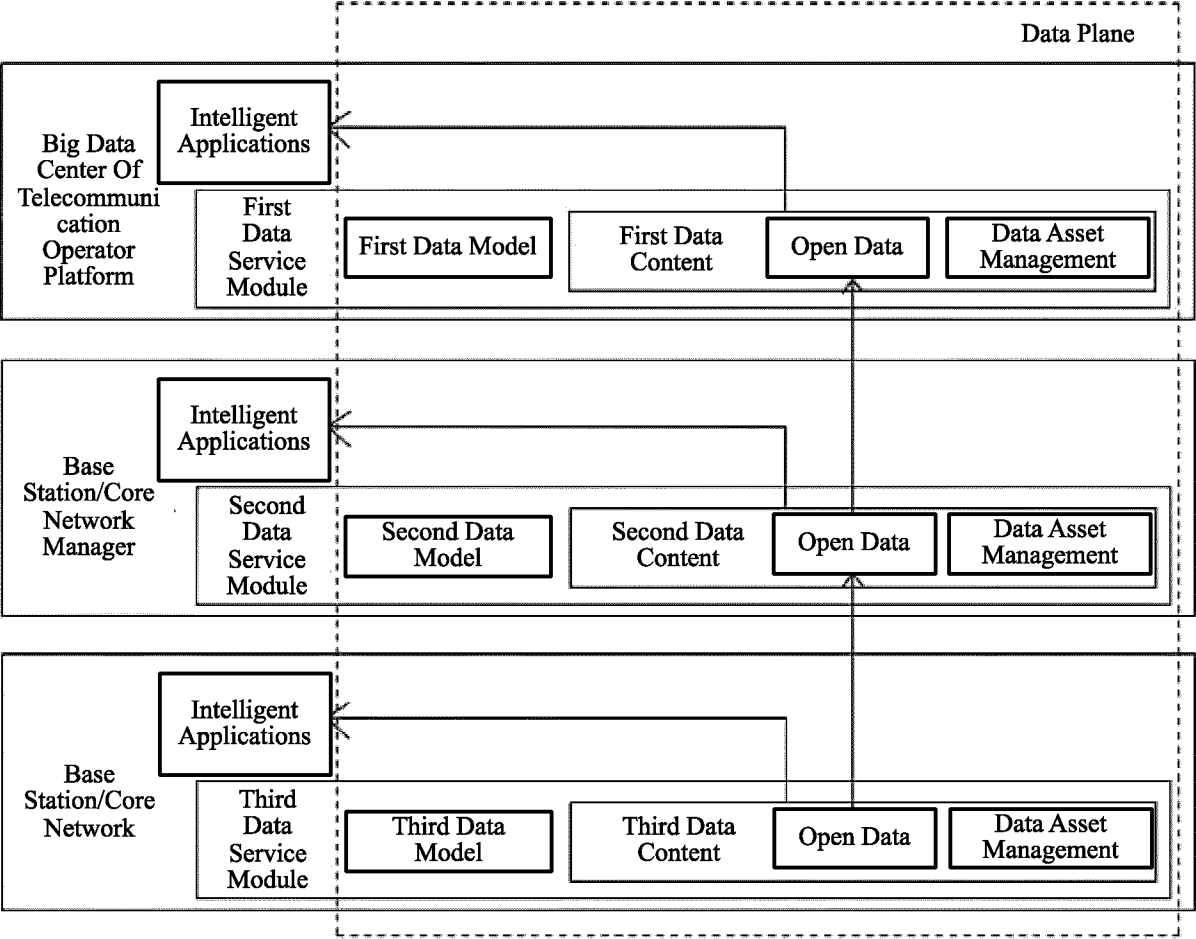 Data Plane
Big Data
Center Of
Telecommuni
cation
Operator
Platform
Intelligent
Applications
First
Data
Service
Module
First Data Model
First Data
Content
Open Data
Data Asset
Management
Base
Station/Core
Network
Manager
Intelligent
Applications
Second
Data
Service
Module
Second Data
Model
Second Data
Content
Open Data
Data Asset
Management
Base
Station/Core
Network
Intelligent
Applications
Third
Data
Service
Module
Third Data
Model
Third Data
Content
Open Data
Data Asset
Management